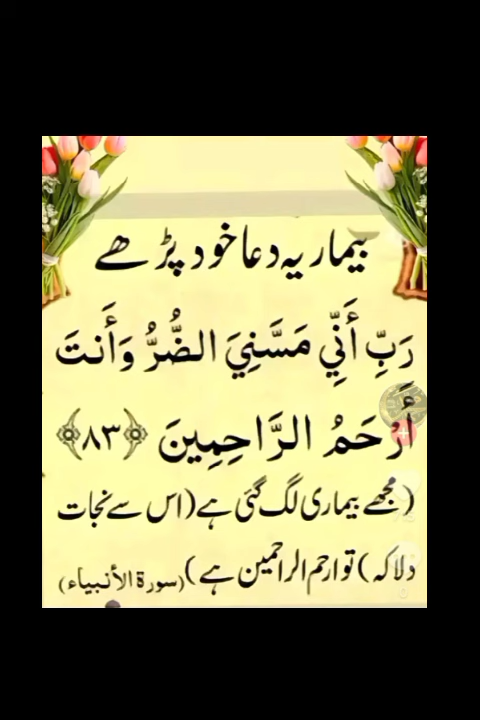 بیمار یہ دعا خود پڑھے
رَبِّ أَنِّي مَسَّنِيَ الضُّرُّ وَأَنتَ
أَرْحَمُ الرَّاحِمِينَ ﴿٨٣﴾
(مجھے بیماری لگ گئی ہے (اس سے نجات
دلا کہ) تو ارحم الراحمین ہے) (سورۃ الأنبیاء)